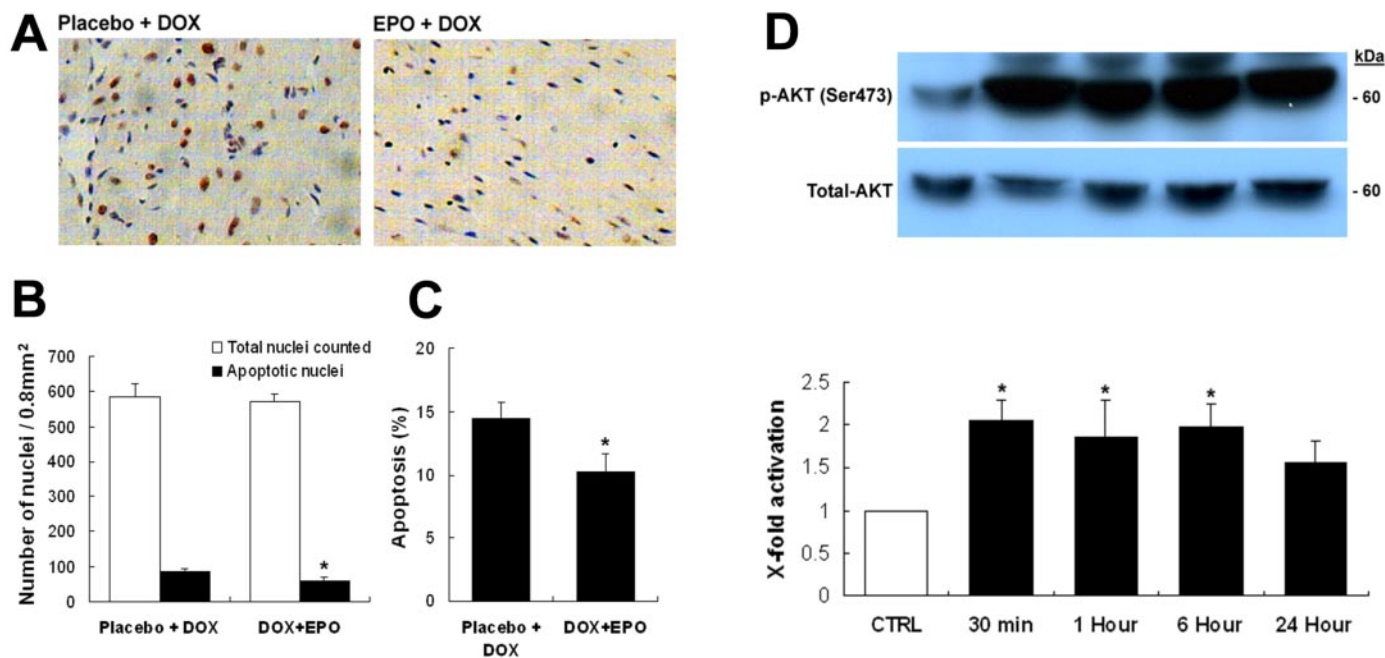 A
Placebo + DOX
EPO + DOX
D
kDa
p-AKT (Ser473)
- 60
Total-AKT
- 60
B
Number of nuclei / 0.8mm²
700
600
500
400
300
200
100
0
Total nuclei counted
Apoptotic nuclei
*
Placebo + DOX
DOX+EPO
C
Apoptosis (%)
20
15
10
5
0
*
Placebo +
DOX
DOX+EPO
X-fold activation
2.5
2
1.5
1
0.5
0
*
*
*
CTRL
30 min
1 Hour
6 Hour
24 Hour